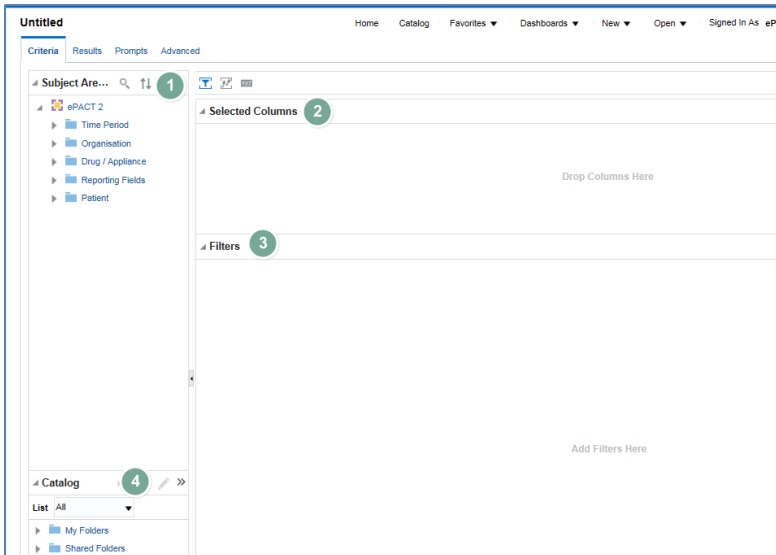 Untitled
Home Catalog Favorites Dashboards New Open Signed In As eP
Criteria Results Prompts Advanced
Subject Are... 1
ePACT 2
Time Period
Organisation
Drug / Appliance
Reporting Fields
Patient
Selected Columns 2
Drop Columns Here
Filters 3
Add Filters Here
Catalog 4
List All
My Folders
Shared Folders